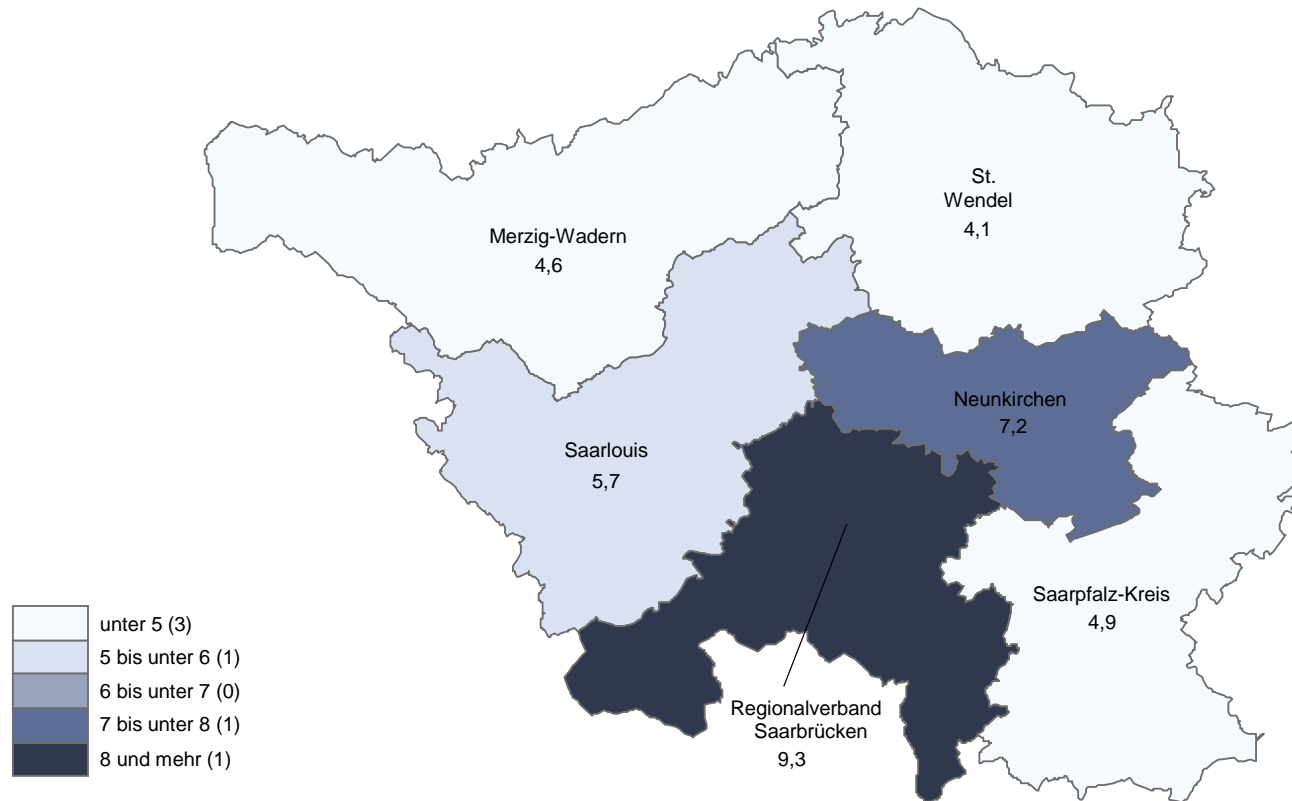 St.
Wendel
4,1
Merzig-Wadern
4,6
Neunkirchen
7,2
Saarlouis
5,7
Saarpfalz-Kreis
4,9
Regionalverband
Saarbrücken
9,3
unter 5 (3)
5 bis unter 6 (1)
6 bis unter 7 (0)
7 bis unter 8 (1)
8 und mehr (1)